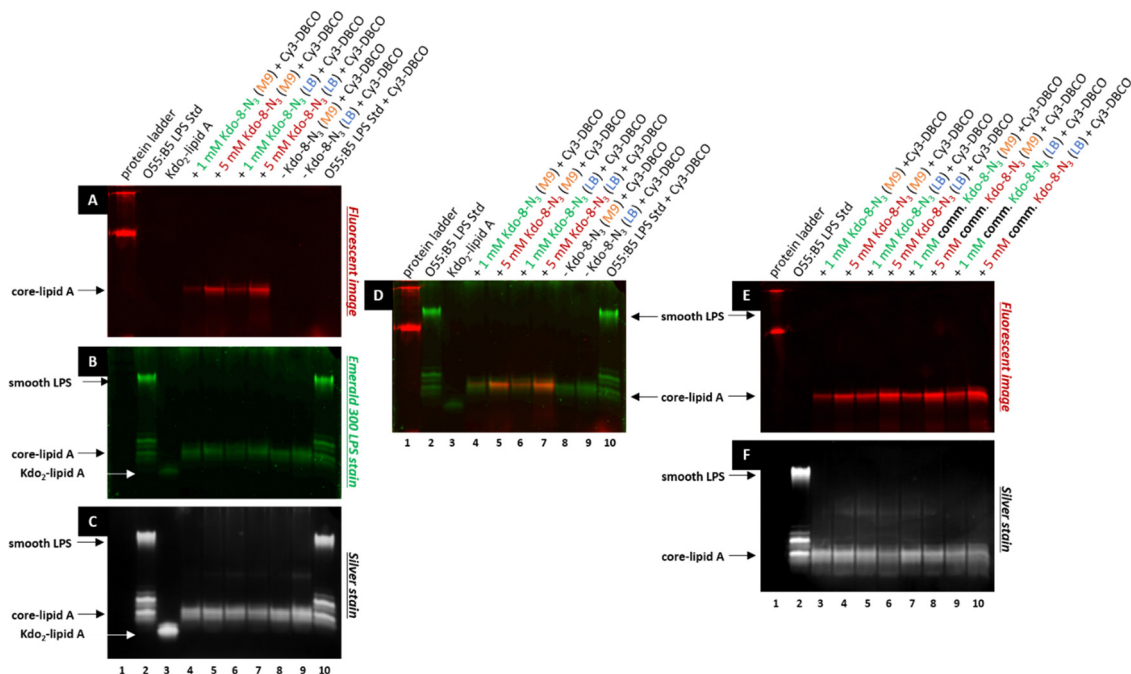 protein ladder
O55:B5 LPS Std
Kdo2-lipid A
+ 1 mM Kdo-8-N3 (M9) + Cy3-DBCO
+ 5 mM Kdo-8-N3 (M9) + Cy3-DBCO
+ 1 mM Kdo-8-N3 (LB) + Cy3-DBCO
+ 5 mM Kdo-8-N3 (LB) + Cy3-DBCO
- Kdo-8-N3 (M9) + Cy3-DBCO
- Kdo-8-N3 (LB) + Cy3-DBCO
O55:B5 LPS Std + Cy3-DBCO
A
core-lipid A
Fluorescent image
B
smooth LPS
core-lipid A
Kdo2-lipid A
Emerald 300 LPS stain
C
smooth LPS
core-lipid A
Kdo2-lipid A
Silver stain
1 2 3 4 5 6 7 8 9 10
protein ladder
O55:B5 LPS Std
Kdo2-lipid A
+ 1 mM Kdo-8-N3 (M9) + Cy3-DBCO
+ 5 mM Kdo-8-N3 (M9) + Cy3-DBCO
+ 1 mM Kdo-8-N3 (LB) + Cy3-DBCO
+ 5 mM Kdo-8-N3 (LB) + Cy3-DBCO
- Kdo-8-N3 (M9) + Cy3-DBCO
- Kdo-8-N3 (LB) + Cy3-DBCO
O55:B5 LPS Std + Cy3-DBCO
D
smooth LPS
core-lipid A
1 2 3 4 5 6 7 8 9 10
protein ladder
O55:B5 LPS Std
+ 1 mM Kdo-8-N3 (M9) +Cy3-DBCO
+ 5 mM Kdo-8-N3 (M9) + Cy3-DBCO
+ 1 mM Kdo-8-N3 (LB) + Cy3-DBCO
+ 5 mM Kdo-8-N3 (LB) + Cy3-DBCO
+ 1 mM comm. Kdo-8-N3 (M9) +Cy3-DBCO
+ 5 mM comm. Kdo-8-N3 (M9) + Cy3-DBCO
+ 1 mM comm. Kdo-8-N3 (LB) + Cy3-DBCO
+ 5 mM comm. Kdo-8-N3 (LB) + Cy3-DBCO
E
Fluorescent image
F
smooth LPS
core-lipid A
Silver stain
1 2 3 4 5 6 7 8 9 10